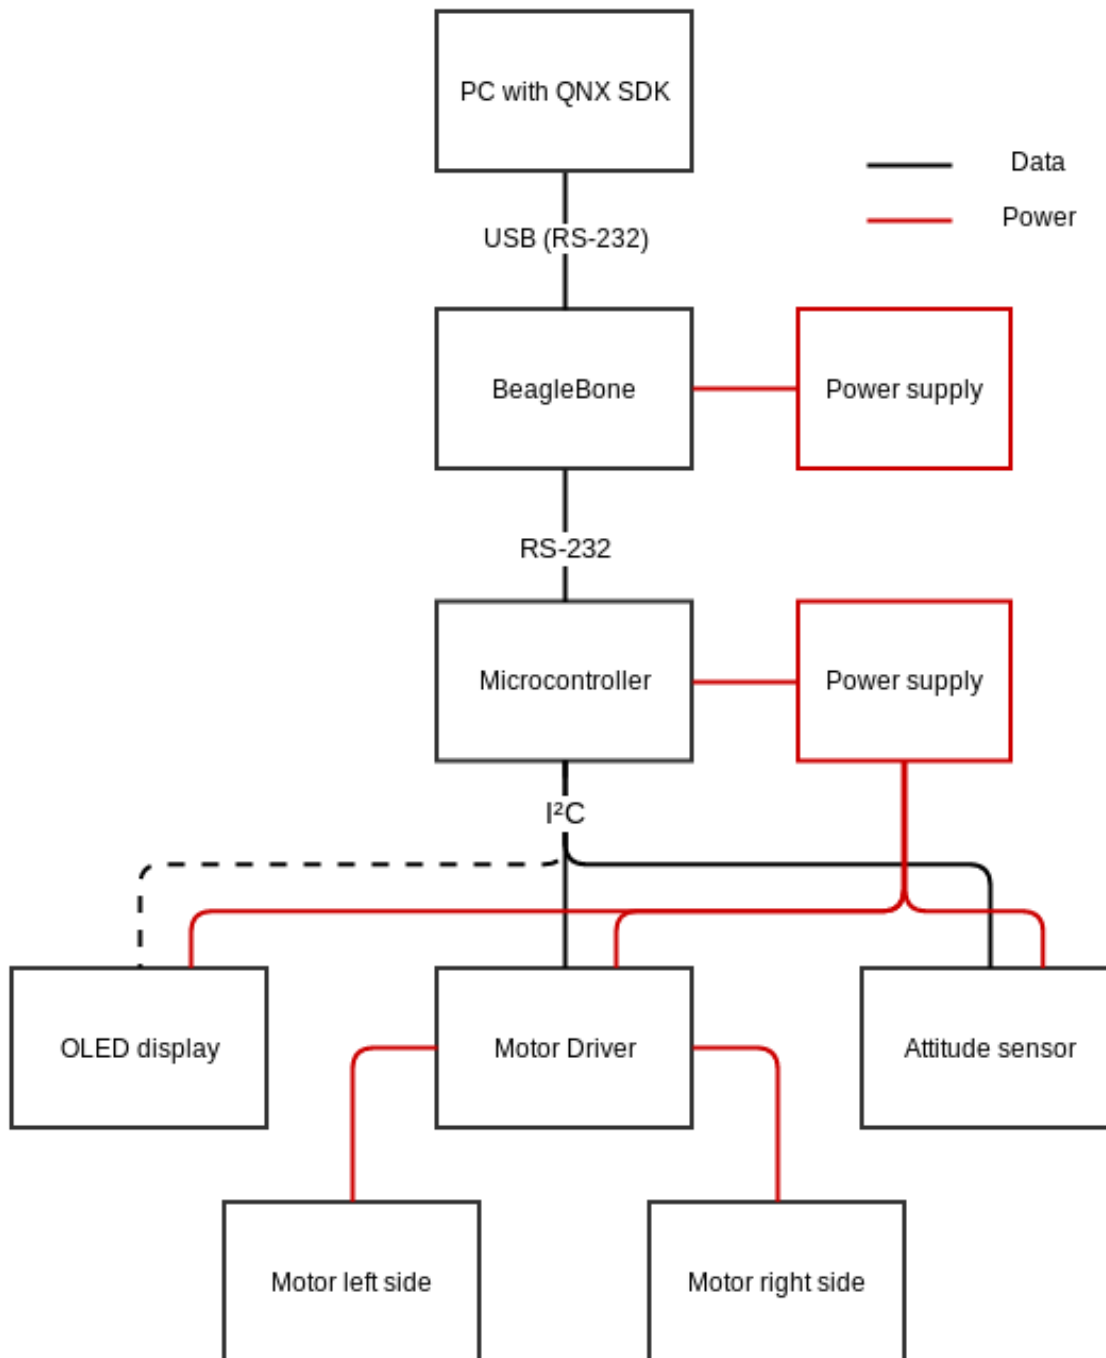 PC with QNX SDK
Data
Power
USB (RS-232)
BeagleBone
Power supply
RS-232
Microcontroller
Power supply
I²C
OLED display
Motor Driver
Attitude sensor
Motor left side
Motor right side